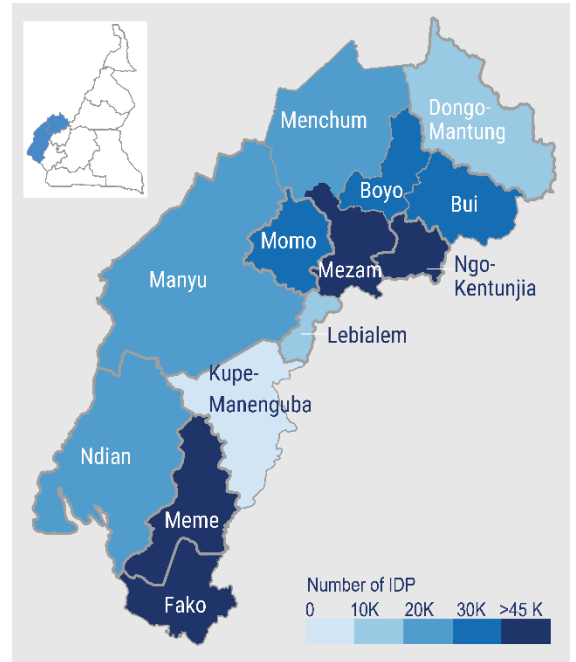 Dongo-
Mantung
Menchum
Boyo
Bui
Momo
Mezam
Ngo-
Kentunjia
Manyu
Lebialem
Kupe-
Manenguba
Ndian
Meme
Fako
Number of IDP
0 10K 20K 30K >45 K